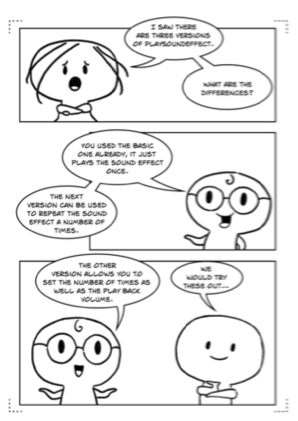 I SAW THERE
ARE THREE VERSIONS
OF PLAYSOUNDEFFECT.
WHAT ARE THE
DIFFERENCES?
YOU USED THE BASIC
ONE ALREADY, IT JUST
PLAYS THE SOUND EFFECT
ONCE.
THE NEXT
VERSION CAN BE USED
TO REPEAT THE SOUND
EFFECT A NUMBER OF
TIMES.
THE OTHER
VERSION ALLOWS YOU TO
SET THE NUMBER OF TIMES AS
WELL AS THE PLAY BACK
VOLUME.
WE
WOULD TRY
THESE OUT...